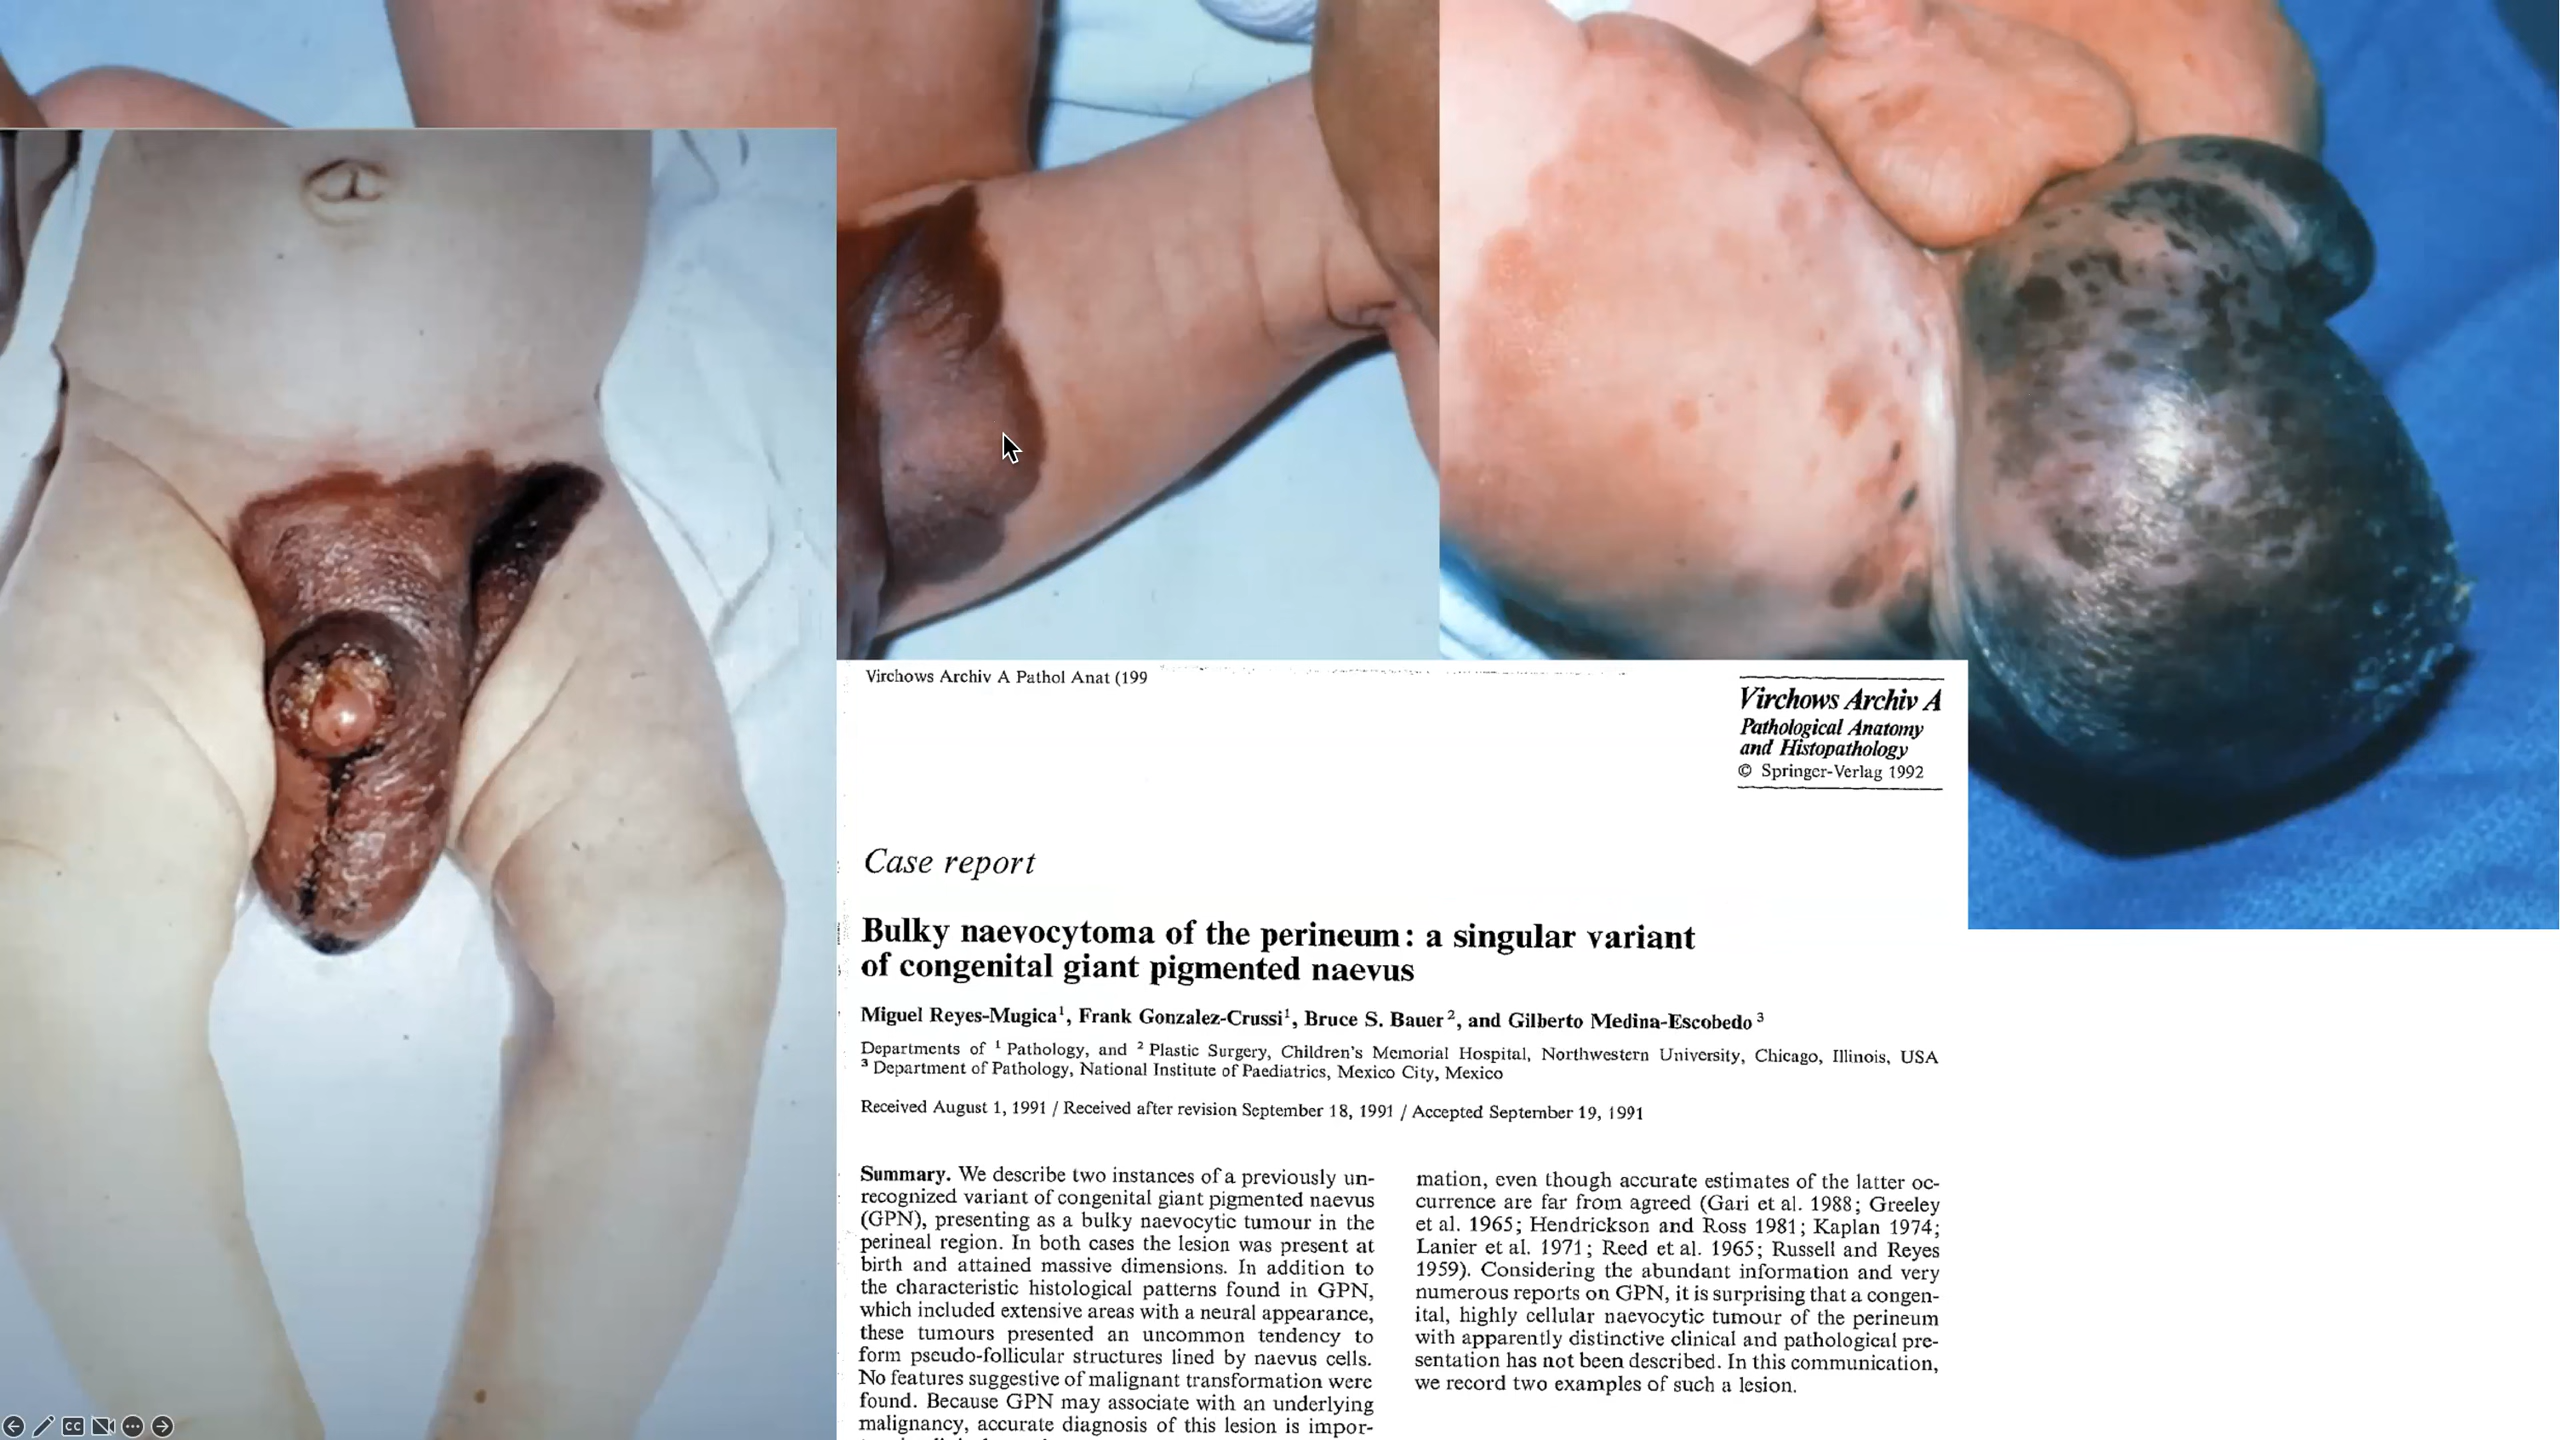 Virchows Archiv A Pathol Anat (199
Virchows Archiv A
Pathological Anatomy
and Histopathology
© Springer-Verlag 1992
Case report
Bulky naevocytoma of the perineum: a singular variant
of congenital giant pigmented naevus
Miguel Reyes-Mugica¹, Frank Gonzalez-Crussi¹, Bruce S. Bauer², and Gilberto Medina-Escobedo³
Departments of ¹ Pathology, and ² Plastic Surgery, Children's Memorial Hospital, Northwestern University, Chicago, Illinois, USA
³ Department of Pathology, National Institute of Paediatrics, Mexico City, Mexico
Received August 1, 1991 / Received after revision September 18, 1991 / Accepted September 19, 1991
Summary. We describe two instances of a previously un-
recognized variant of congenital giant pigmented naevus
(GPN), presenting as a bulky naevocytic tumour in the
perineal region. In both cases the lesion was present at
birth and attained massive dimensions. In addition to
the characteristic histological patterns found in GPN,
which included extensive areas with a neural appearance,
these tumours presented an uncommon tendency to
form pseudo-follicular structures lined by naevus cells.
No features suggestive of malignant transformation were
found. Because GPN may associate with an underlying
malignancy, accurate diagnosis of this lesion is impor-
mation, even though accurate estimates of the latter oc-
currence are far from agreed (Gari et al. 1988; Greeley
et al. 1965; Hendrickson and Ross 1981; Kaplan 1974;
Lanier et al. 1971; Reed et al. 1965; Russell and Reyes
1959). Considering the abundant information and very
numerous reports on GPN, it is surprising that a congen-
ital, highly cellular naevocytic tumour of the perineum
with apparently distinctive clinical and pathological pre-
sentation has not been described. In this communication,
we record two examples of such a lesion.
CC